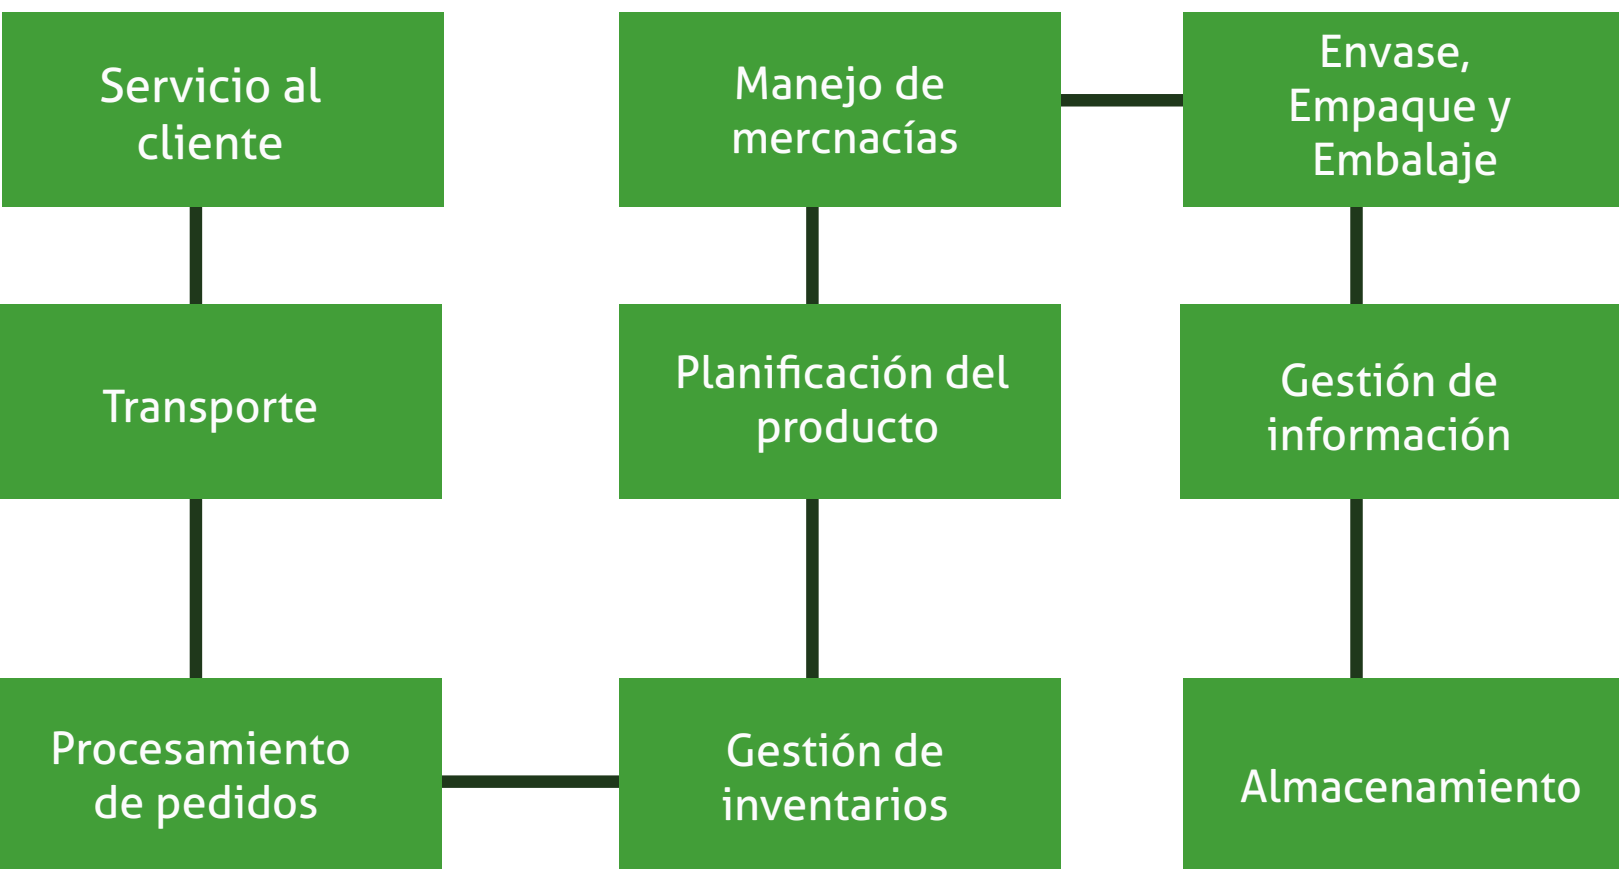 Servicio al
cliente
Transporte
Procesamiento
de pedidos
Gestión de
inventarios
Planificación del
producto
Manejo de
mercnacías
Envase,
Empaque y
Embalaje
Gestión de
información
Almacenamiento